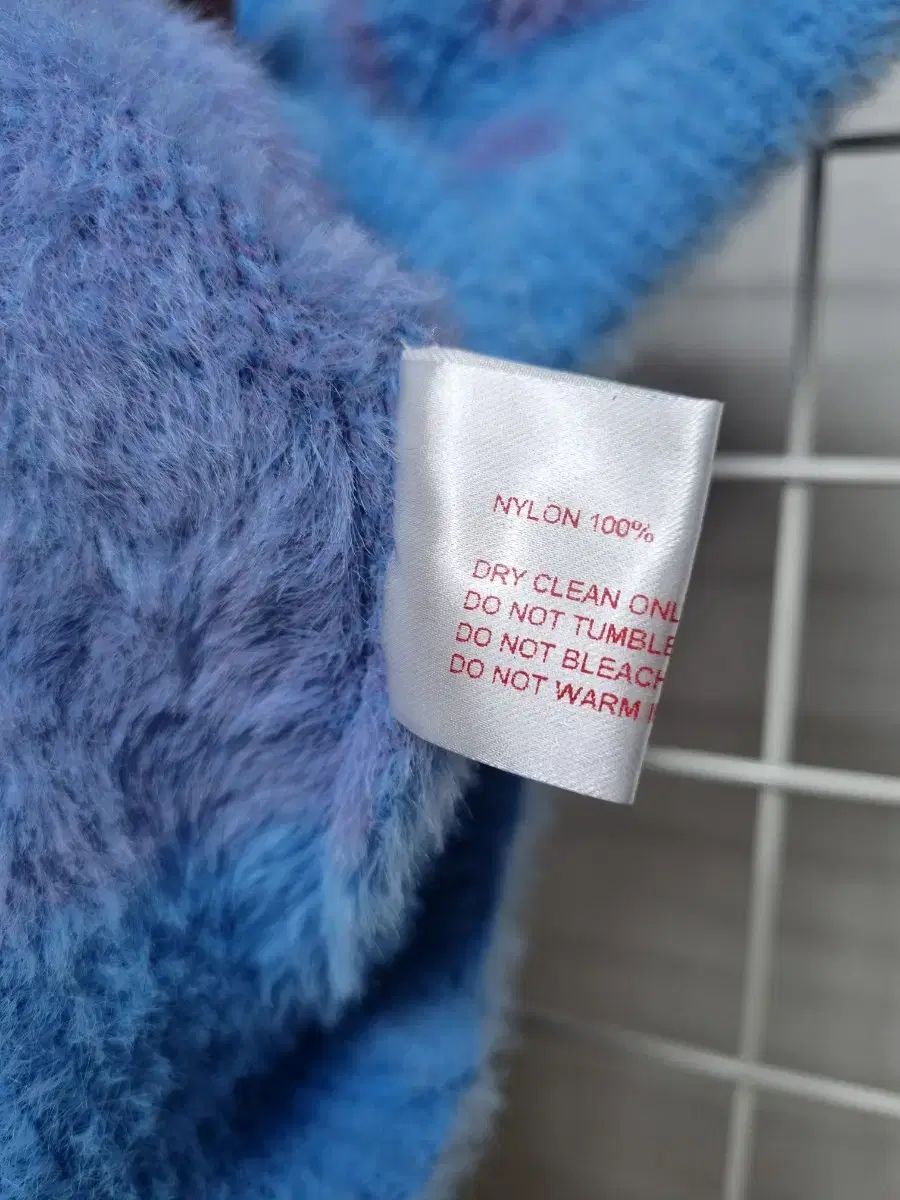 NYLON 100%
DRY CLEAN ONL
DO NOT TUMBLE
DO NOT BLEACH
DO NOT WARM